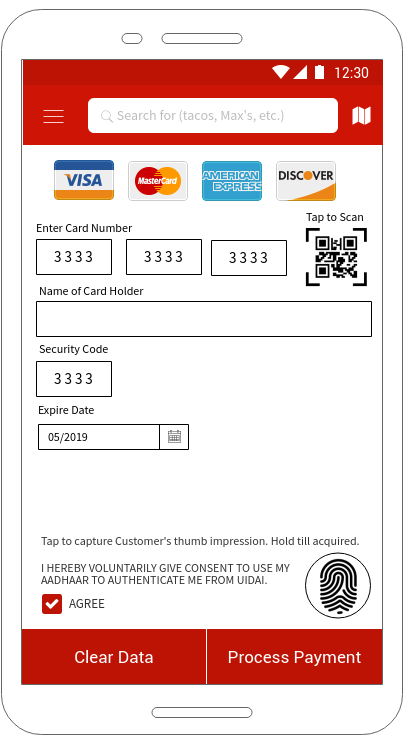 12:30
Search for (tacos, Max's, etc.)
VISA
MasterCard
AMERICAN
EXPRESS
DISCOVER
Tap to Scan
Enter Card Number
3333 3333 3333
Name of Card Holder
Security Code
3333
Expire Date
05/2019
Tap to capture Customer's thumb impression. Hold till acquired.
I HEREBY VOLUNTARILY GIVE CONSENT TO USE MY
AADHAAR TO AUTHENTICATE ME FROM UIDAI.
AGREE
Clear Data
Process Payment